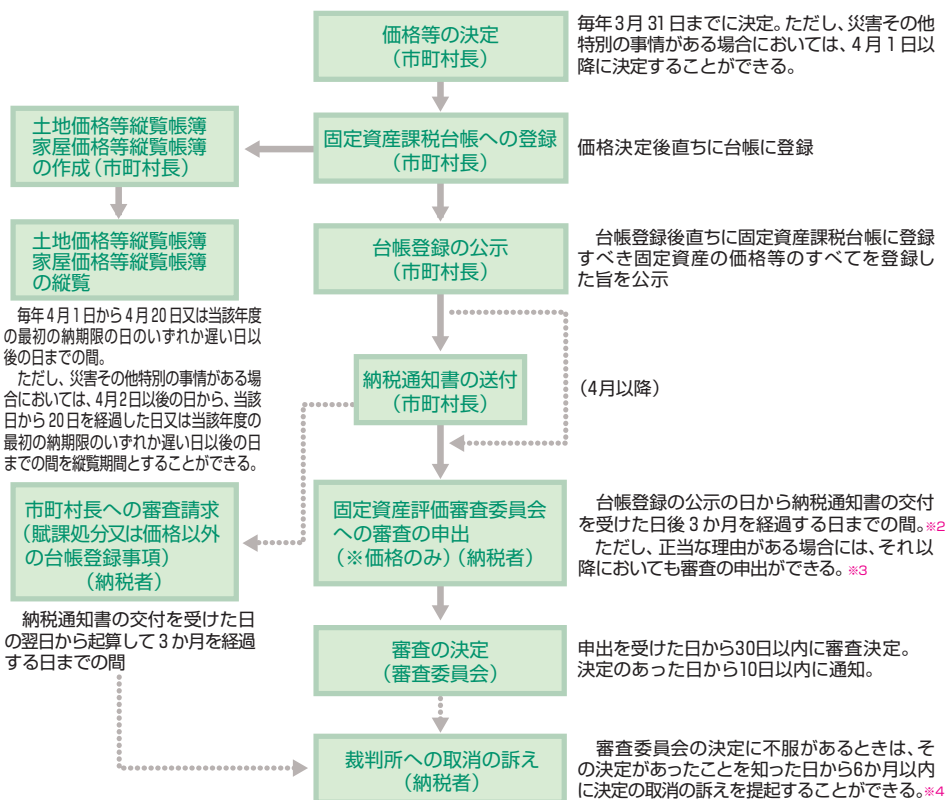 価格等の決定
(市町村長)
毎年3月31日までに決定。ただし、災害その他
特別の事情がある場合においては、4月1日以
降に決定することができる。
土地価格等縦覧帳簿
家屋価格等縦覧帳簿
の作成(市町村長)
固定資産課税台帳への登録
(市町村長)
価格決定後直ちに台帳に登録
土地価格等縦覧帳簿
家屋価格等縦覧帳簿
の縦覧
毎年4月1日から4月20日又は当該年度
の最初の納期限の日のいずれか遅い日以
後の日までの間。
ただし、災害その他特別の事情がある場
合においては、4月2日以後の日から、当該
日から20日を経過した日又は当該年度の
最初の納期限のいずれか遅い日以後の日
までの間を縦覧期間とすることができる。
台帳登録の公示
(市町村長)
台帳登録後直ちに固定資産課税台帳に登録
すべき固定資産の価格等のすべてを登録し
た旨を公示
納税通知書の送付
(市町村長)
(4月以降)
市町村長への審査請求
(賦課処分又は価格以外
の台帳登録事項)
(納税者)
納税通知書の交付を受けた日
の翌日から起算して3か月を経過
する日までの間
固定資産評価審査委員会
への審査の申出
(※価格のみ)(納税者)
台帳登録の公示の日から納税通知書の交付
を受けた日後3か月を経過する日までの間。※2
ただし、正当な理由がある場合には、それ以
降においても審査の申出ができる。※3
審査の決定
(審査委員会)
申出を受けた日から30日以内に審査決定。
決定のあった日から10日以内に通知。
裁判所への取消の訴え
(納税者)
審査委員会の決定に不服があるときは、そ
の決定があったことを知った日から6か月以内
に決定の取消の訴えを提起することができる。※4